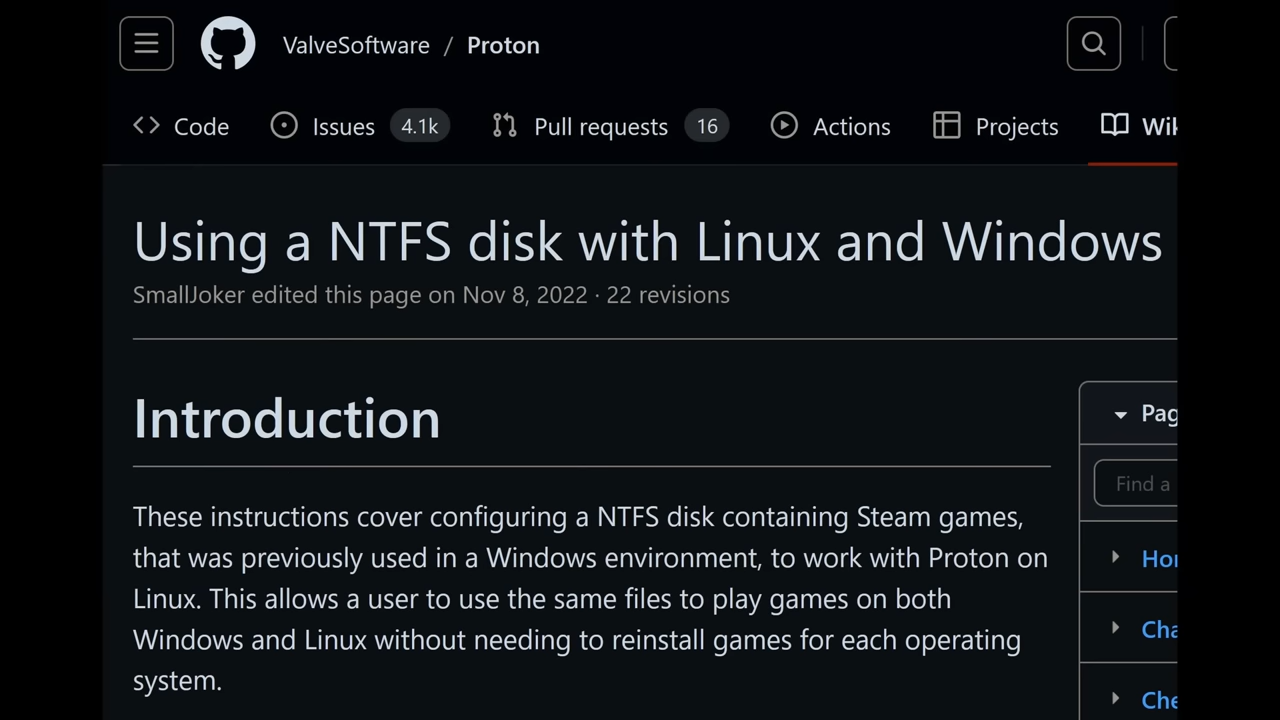 ValveSoftware / Proton
Code Issues 4.1k Pull requests 16 Actions Projects
Using a NTFS disk with Linux and Windows
SmallJoker edited this page on Nov 8, 2022 · 22 revisions
Introduction
Find a
These instructions cover configuring a NTFS disk containing Steam games,
that was previously used in a Windows environment, to work with Proton on
Linux. This allows a user to use the same files to play games on both
Windows and Linux without needing to reinstall games for each operating
system.